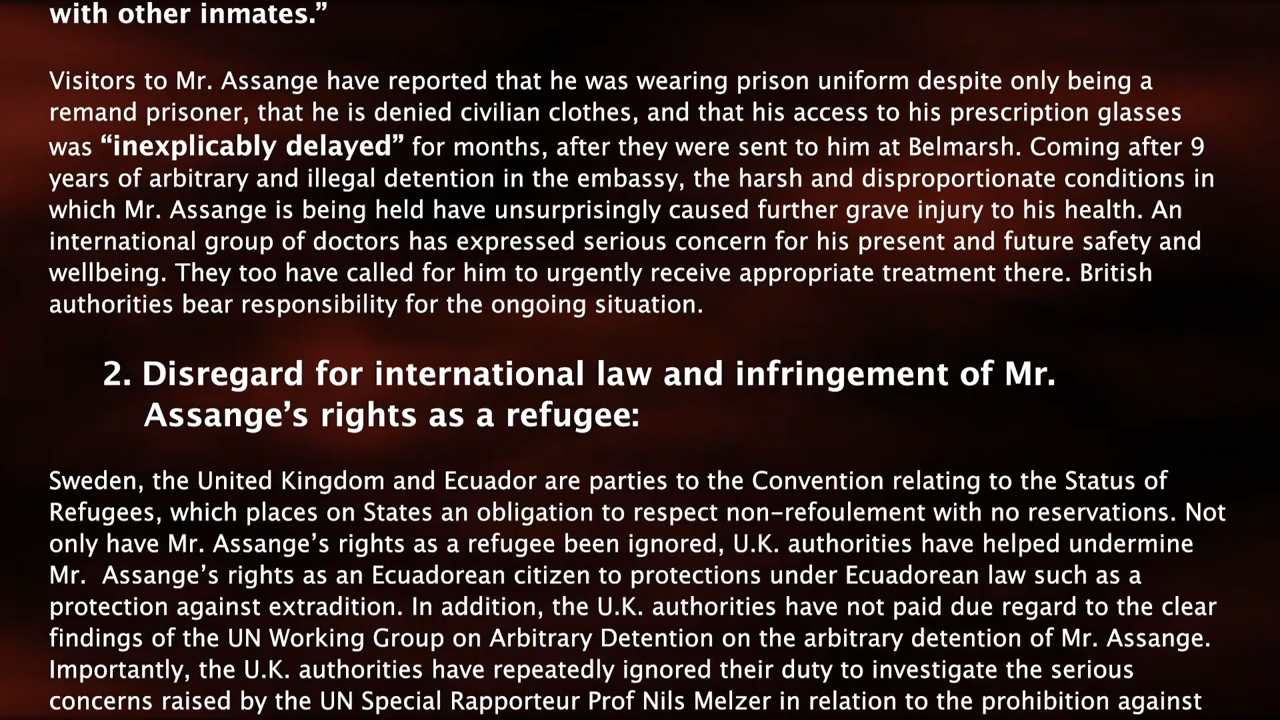 with other inmates.”
Visitors to Mr. Assange have reported that he was wearing prison uniform despite only being a
remand prisoner, that he is denied civilian clothes, and that his access to his prescription glasses
was “inexplicably delayed” for months, after they were sent to him at Belmarsh. Coming after 9
years of arbitrary and illegal detention in the embassy, the harsh and disproportionate conditions in
which Mr. Assange is being held have unsurprisingly caused further grave injury to his health. An
international group of doctors has expressed serious concern for his present and future safety and
wellbeing. They too have called for him to urgently receive appropriate treatment there. British
authorities bear responsibility for the ongoing situation.
2. Disregard for international law and infringement of Mr.
Assange’s rights as a refugee:
Sweden, the United Kingdom and Ecuador are parties to the Convention relating to the Status of
Refugees, which places on States an obligation to respect non-refoulement with no reservations. Not
only have Mr. Assange’s rights as a refugee been ignored, U.K. authorities have helped undermine
Mr.  Assange’s rights as an Ecuadorean citizen to protections under Ecuadorean law such as a
protection against extradition. In addition, the U.K. authorities have not paid due regard to the clear
findings of the UN Working Group on Arbitrary Detention on the arbitrary detention of Mr. Assange.
Importantly, the U.K. authorities have repeatedly ignored their duty to investigate the serious
concerns raised by the UN Special Rapporteur Prof Nils Melzer in relation to the prohibition against